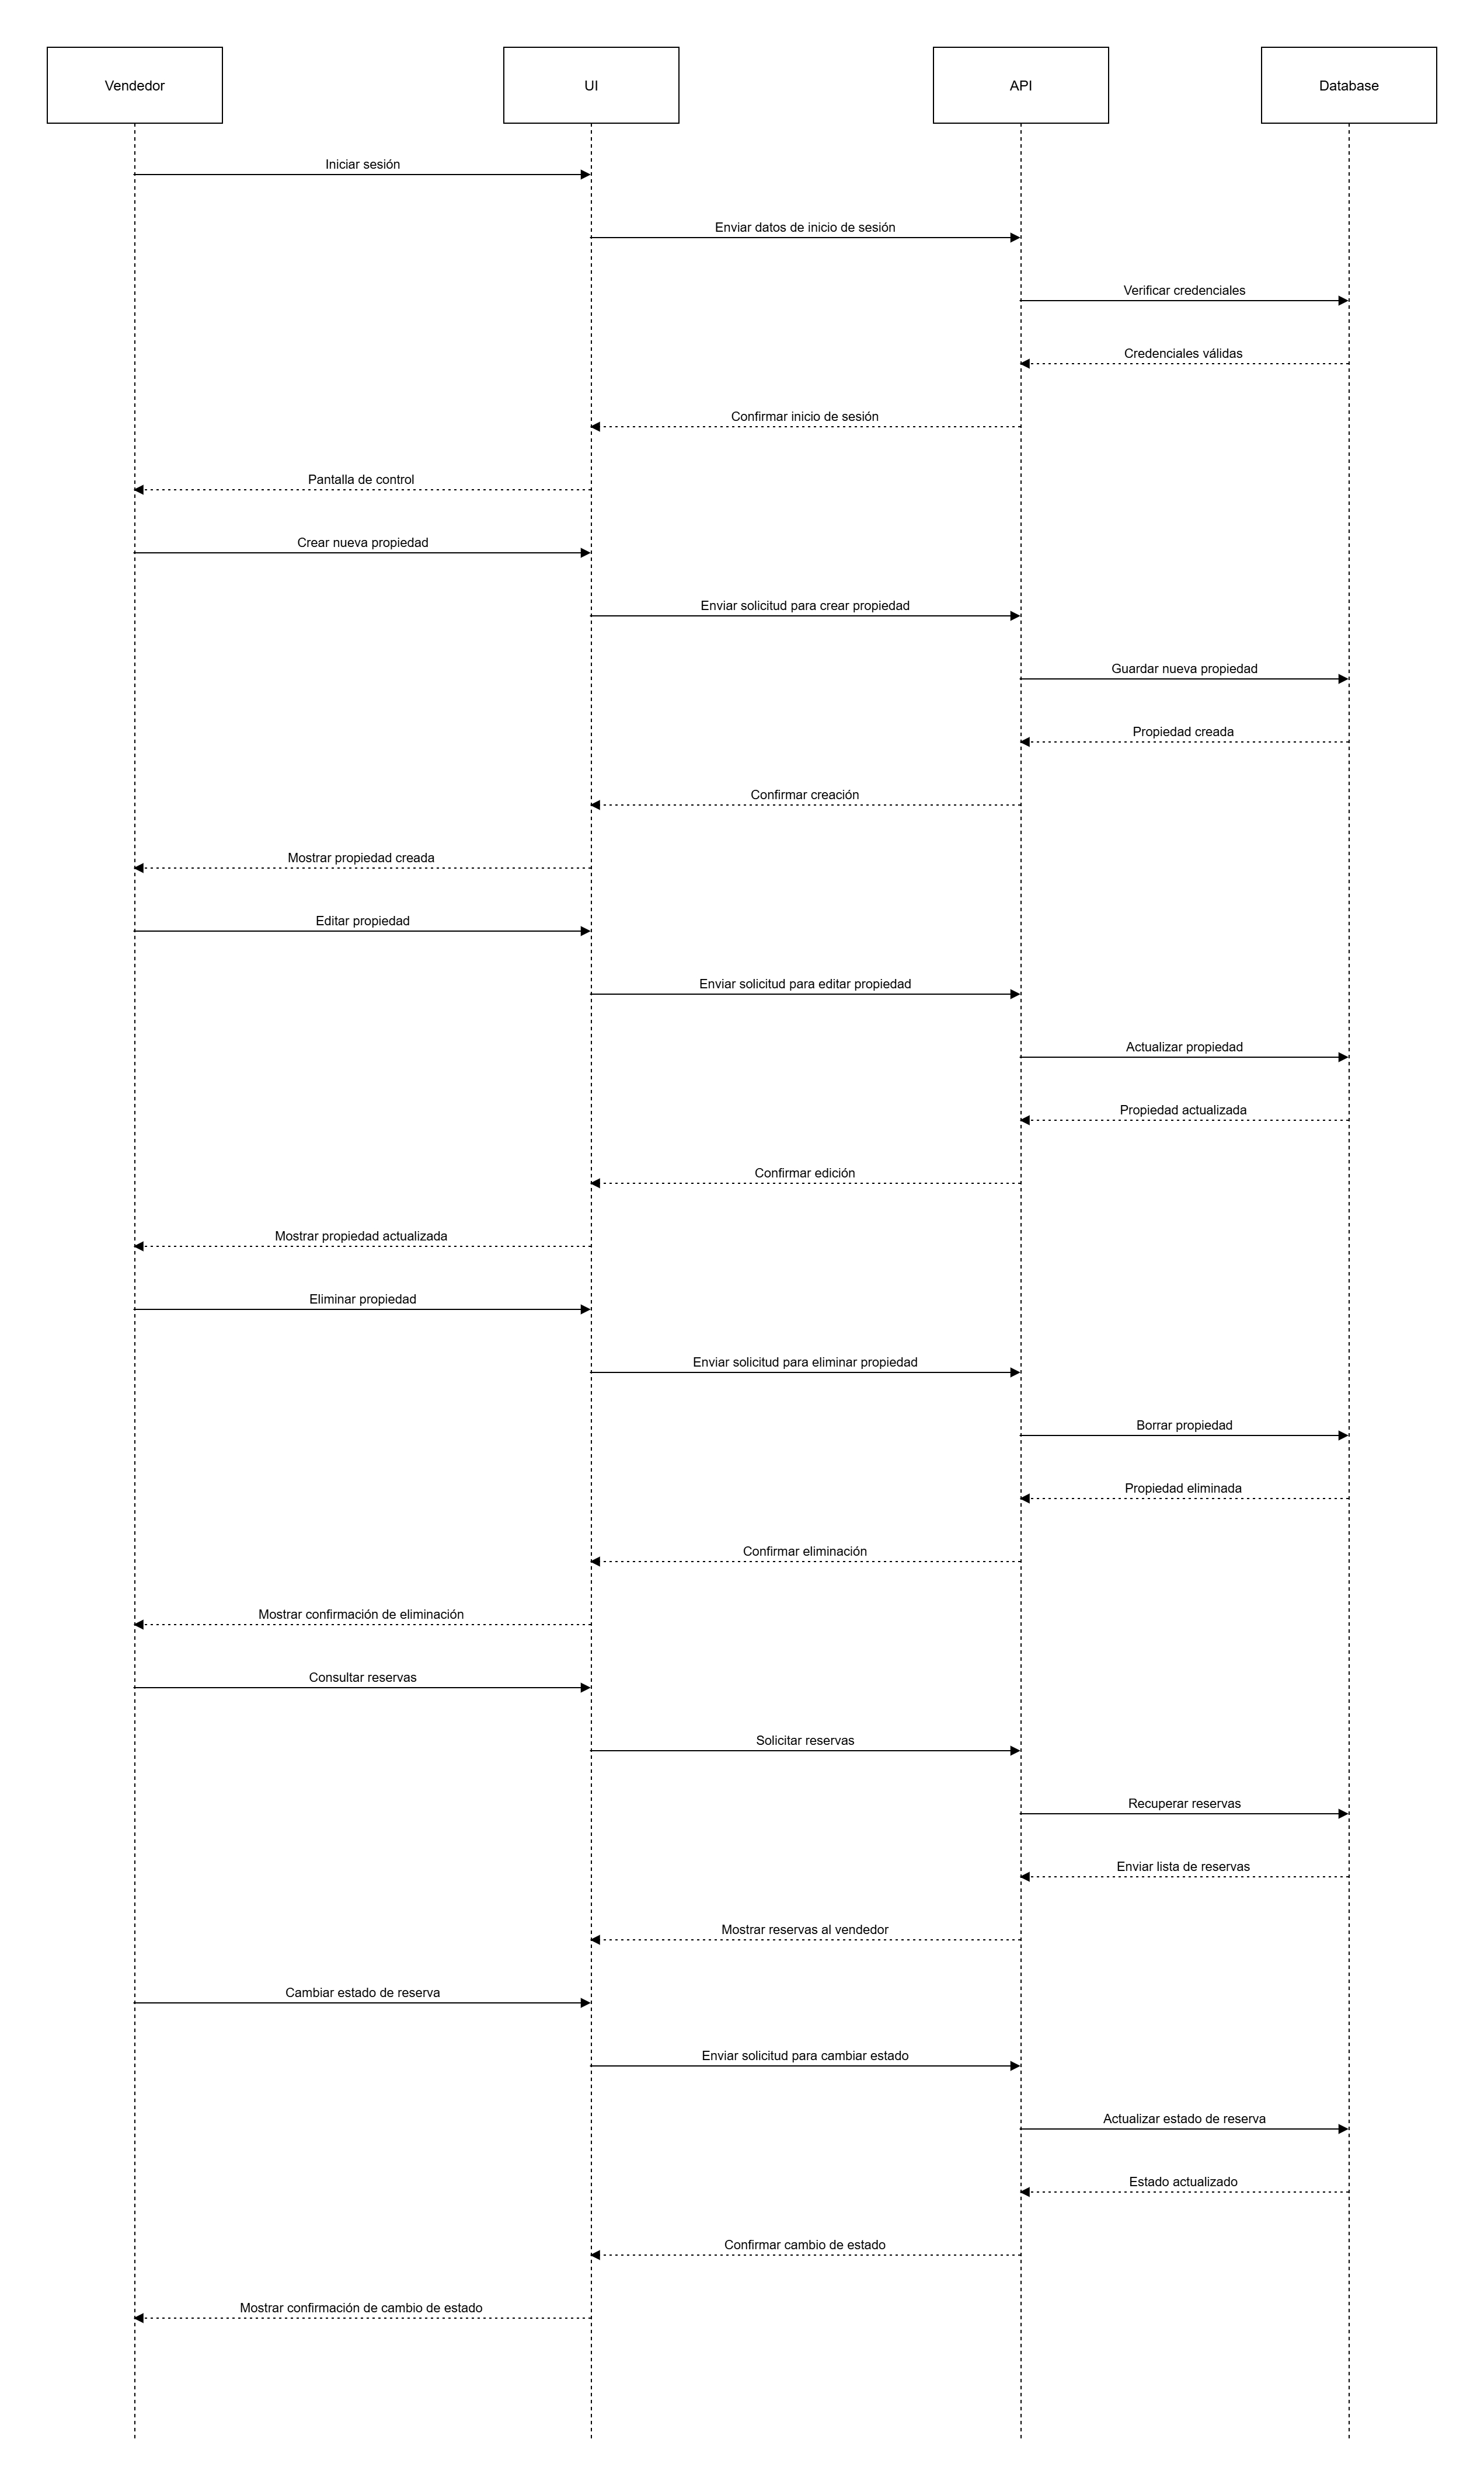 Vendedor
UI
API
Database
Iniciar sesión
Enviar datos de inicio de sesión
Verificar credenciales
Credenciales válidas
Confirmar inicio de sesión
Pantalla de control
Crear nueva propiedad
Enviar solicitud para crear propiedad
Guardar nueva propiedad
Propiedad creada
Confirmar creación
Mostrar propiedad creada
Editar propiedad
Enviar solicitud para editar propiedad
Actualizar propiedad
Propiedad actualizada
Confirmar edición
Mostrar propiedad actualizada
Eliminar propiedad
Enviar solicitud para eliminar propiedad
Borrar propiedad
Propiedad eliminada
Confirmar eliminación
Mostrar confirmación de eliminación
Consultar reservas
Solicitar reservas
Recuperar reservas
Enviar lista de reservas
Mostrar reservas al vendedor
Cambiar estado de reserva
Enviar solicitud para cambiar estado
Actualizar estado de reserva
Estado actualizado
Confirmar cambio de estado
Mostrar confirmación de cambio de estado